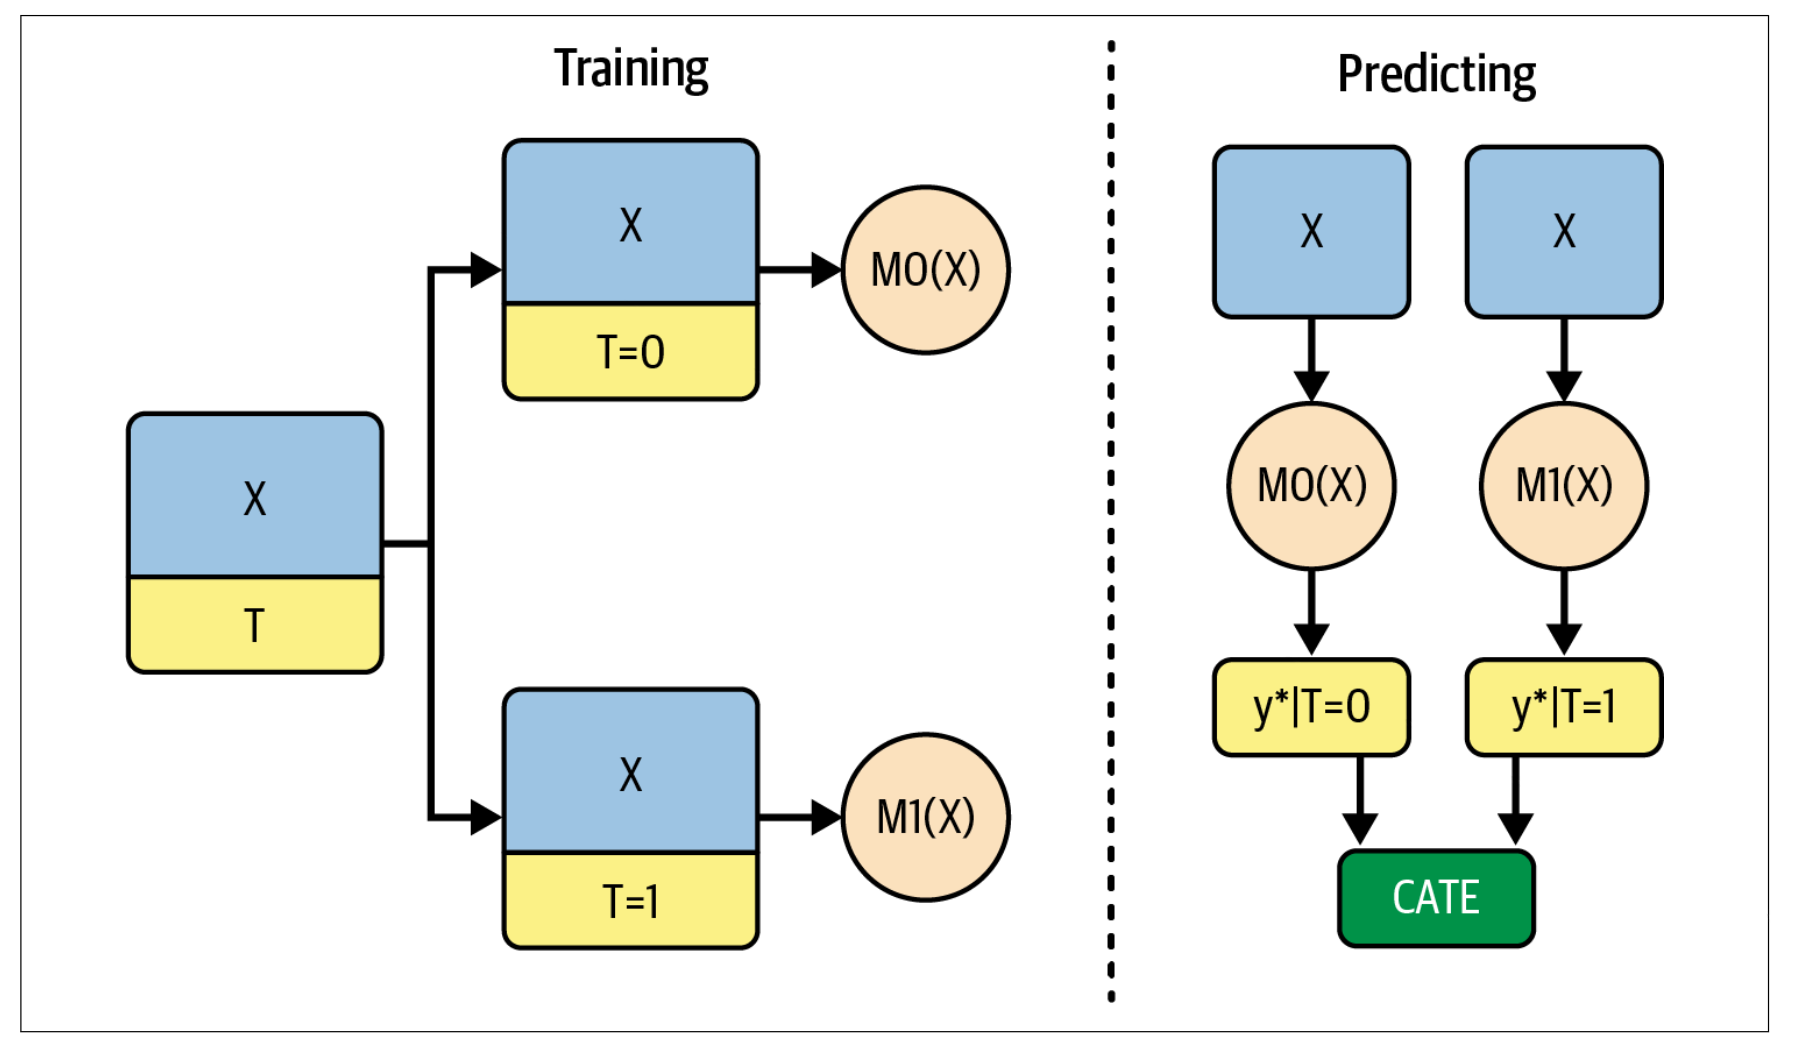 Training
X
T=0
M0(X)
X
T
X
T=1
M1(X)
Predicting
X
X
M0(X)
M1(X)
y*|T=0
y*|T=1
CATE